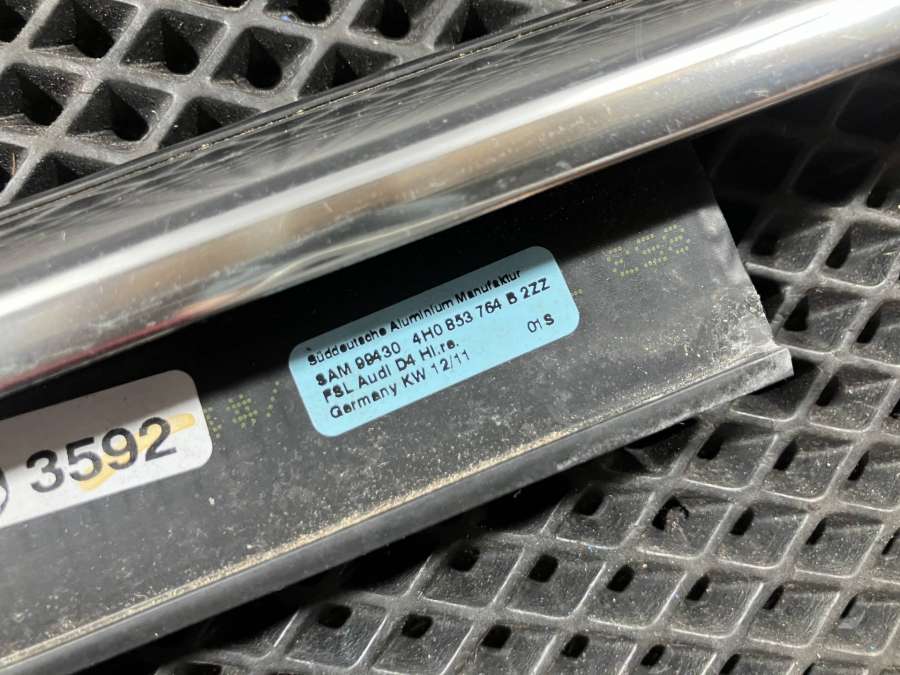 Süddeutsche Aluminium Manufaktur
SAM 99430 4H0 853 764 B 2ZZ
FSL Audi D4 Hi.re. 01S
Germany KW 12/11
3592